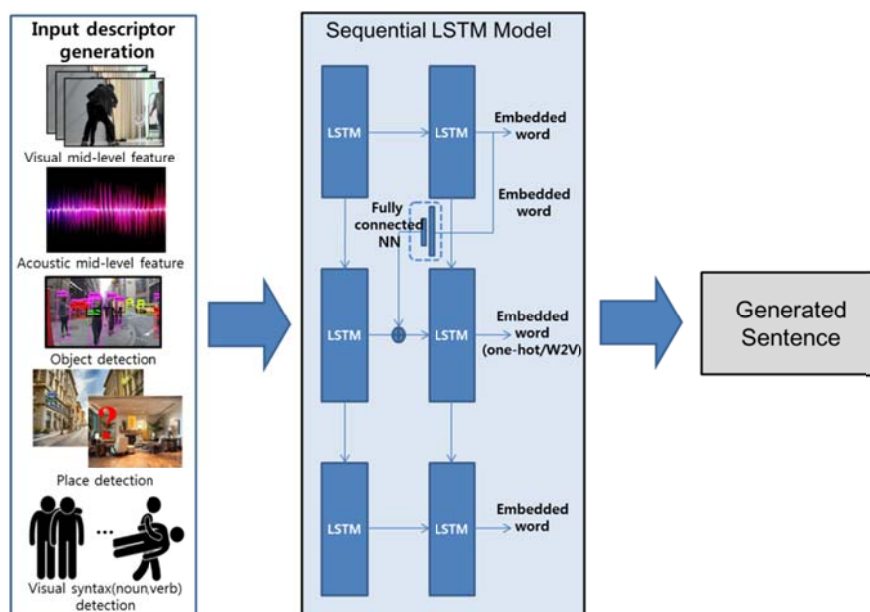 Input descriptor
generation
Visual mid-level feature
Acoustic mid-level feature
Object detection
?
Place detection
...
Visual syntax(noun,verb)
detection
Sequential LSTM Model
LSTM
LSTM
Embedded
word
Embedded
word
Fully
connected
NN
LSTM
LSTM
Embedded
word
(one-hot/W2V)
LSTM
LSTM
Embedded
word
Generated
Sentence